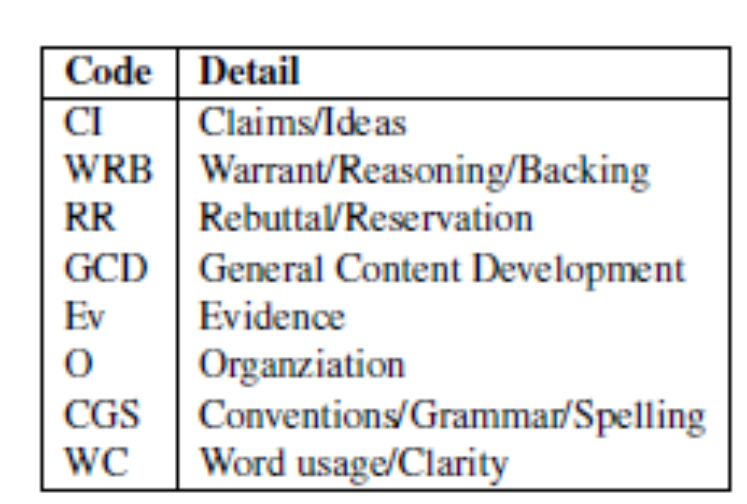 Code Detail
CI Claims/Ideas
WRB Warrant/Reasoning/Backing
RR Rebuttal/Reservation
GCD General Content Development
Ev Evidence
O Organziation
CGS Conventions/Grammar/Spelling
WC Word usage/Clarity